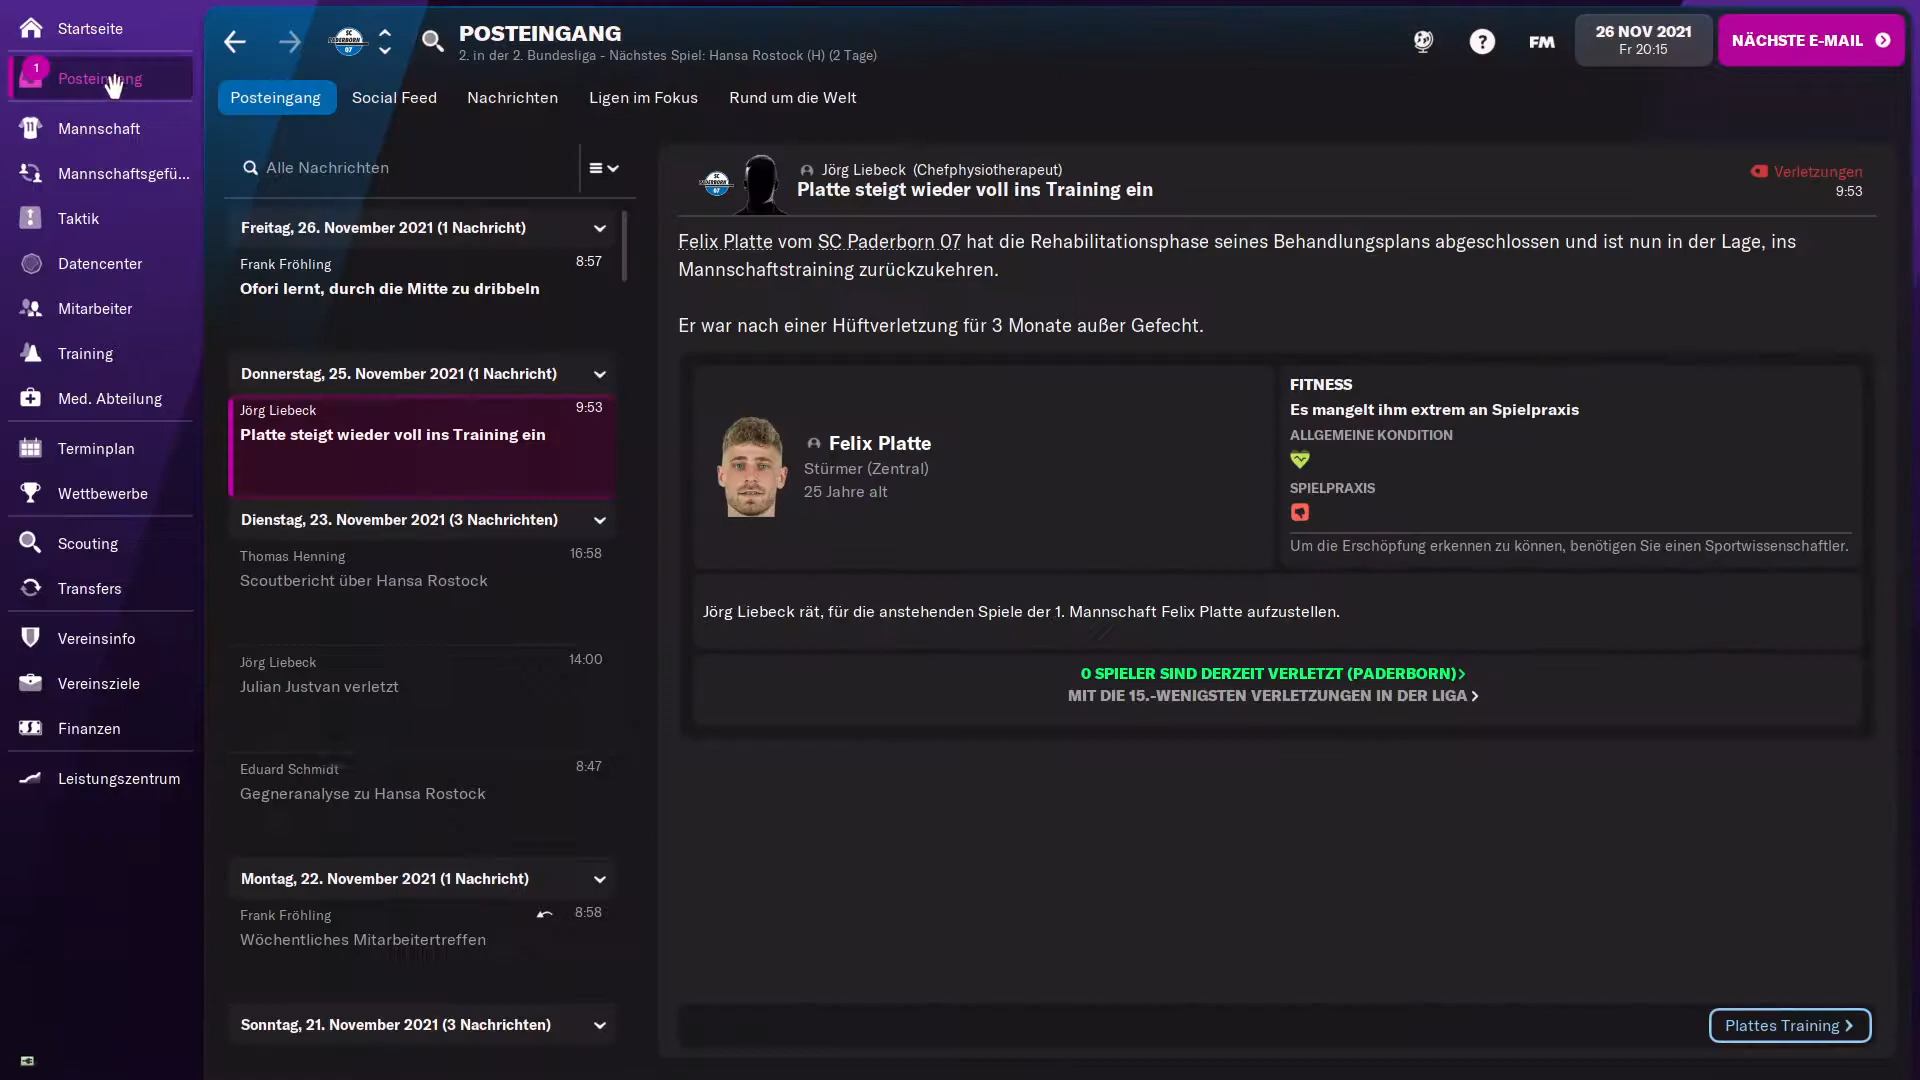 Startseite
1
Posteingang
Mannschaft
Mannschaftsgefü...
Taktik
Datencenter
Mitarbeiter
Training
Med. Abteilung
Terminplan
Wettbewerbe
Scouting
Transfers
Vereinsinfo
Vereinsziele
Finanzen
Leistungszentrum
POSTEINGANG
2. in der 2. Bundesliga - Nächstes Spiel: Hansa Rostock (H) (2 Tage)
FM
26 NOV 2021
Fr 20:15
NÄCHSTE E-MAIL
Posteingang Social Feed Nachrichten Ligen im Fokus Rund um die Welt
Alle Nachrichten
Freitag, 26. November 2021 (1 Nachricht)
Frank Fröhling 8:57
Ofori lernt, durch die Mitte zu dribbeln
Donnerstag, 25. November 2021 (1 Nachricht)
Jörg Liebeck 9:53
Platte steigt wieder voll ins Training ein
Dienstag, 23. November 2021 (3 Nachrichten)
Thomas Henning 16:58
Scoutbericht über Hansa Rostock
Jörg Liebeck 14:00
Julian Justvan verletzt
Eduard Schmidt 8:47
Gegneranalyse zu Hansa Rostock
Montag, 22. November 2021 (1 Nachricht)
Frank Fröhling 8:58
Wöchentliches Mitarbeitertreffen
Sonntag, 21. November 2021 (3 Nachrichten)
Jörg Liebeck (Chefphysiotherapeut)
Platte steigt wieder voll ins Training ein
Verletzungen
9:53
Felix Platte vom SC Paderborn 07 hat die Rehabilitationsphase seines Behandlungsplans abgeschlossen und ist nun in der Lage, ins
Mannschaftstraining zurückzukehren.
Er war nach einer Hüftverletzung für 3 Monate außer Gefecht.
Felix Platte
Stürmer (Zentral)
25 Jahre alt
FITNESS
Es mangelt ihm extrem an Spielpraxis
ALLGEMEINE KONDITION
SPIELPRAXIS
Um die Erschöpfung erkennen zu können, benötigen Sie einen Sportwissenschaftler.
Jörg Liebeck rät, für die anstehenden Spiele der 1. Mannschaft Felix Platte aufzustellen.
0 SPIELER SIND DERZEIT VERLETZT (PADERBORN)
MIT DIE 15.-WENIGSTEN VERLETZUNGEN IN DER LIGA
Plattes Training